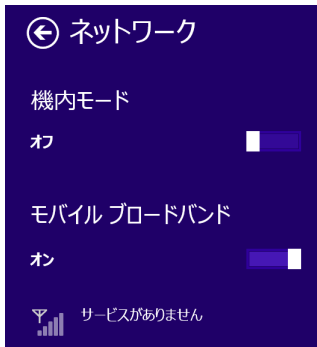 ネットワーク
機内モード
オフ
モバイル ブロードバンド
オン
サービスがありません